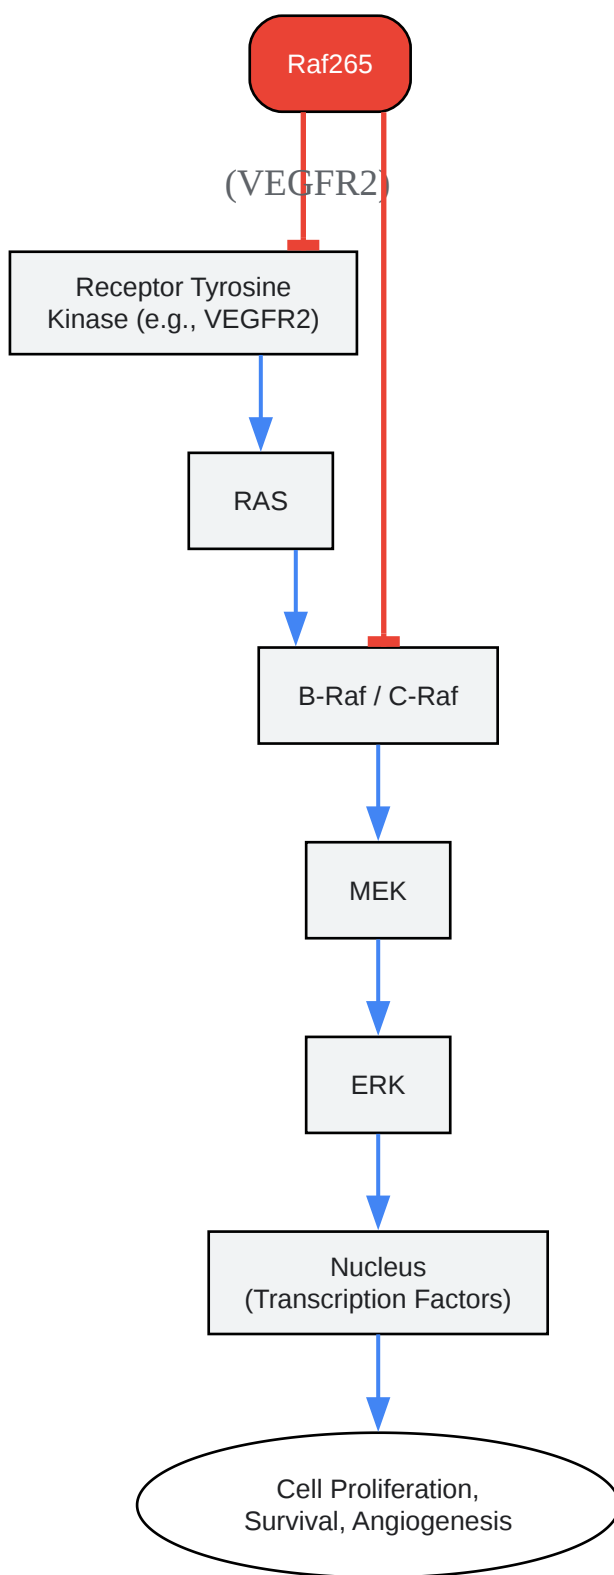 Raf265
(VEGFR2)
Receptor Tyrosine
Kinase (e.g., VEGFR2)
RAS
B-Raf / C-Raf
MEK
ERK
Nucleus
(Transcription Factors)
Cell Proliferation,
Survival, Angiogenesis